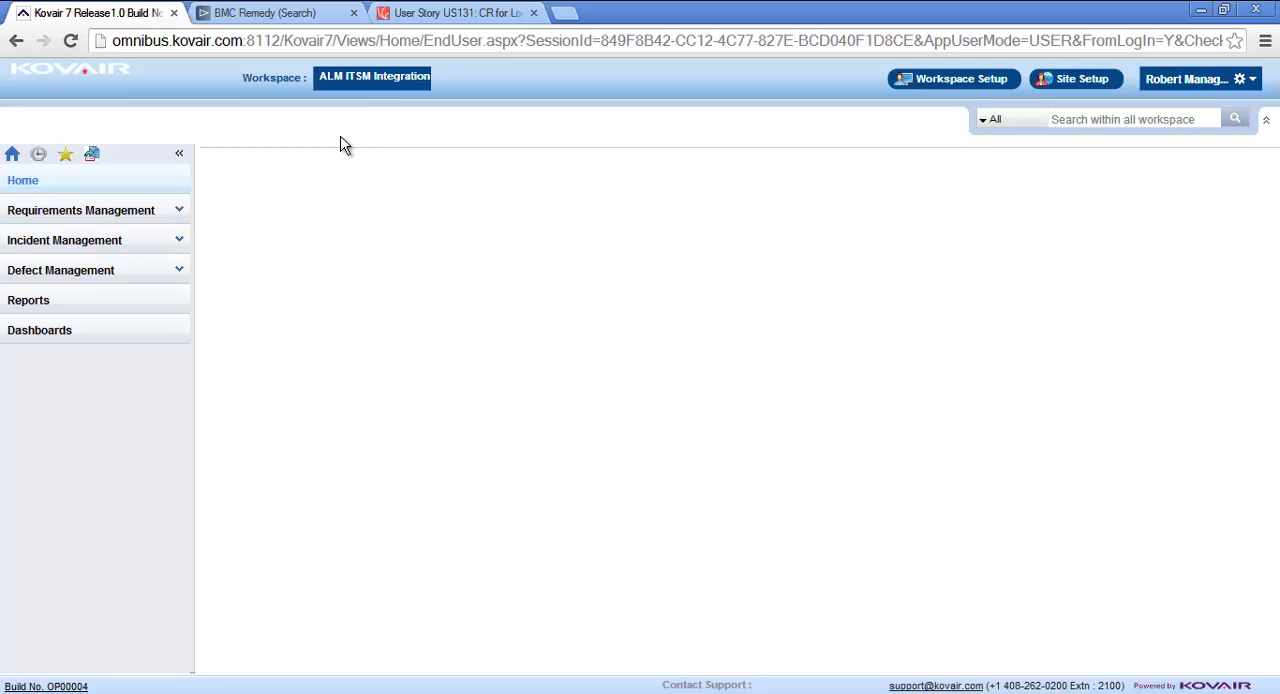 Kovair 7 Release1.0 Build No
BMC Remedy (Search)
User Story US131: CR for Lo
omnibus.kovair.com:8112/Kovair7/Views/Home/EndUser.aspx?SessionId=849F8B42-CC12-4C77-827E-BCD040F1D8CE&AppUserMode=USER&FromLogIn=Y&Check
KOVAIR
Workspace :
ALM ITSM Integration
Workspace Setup
Site Setup
Robert Manag...
All
Search within all workspace
Home
Requirements Management
Incident Management
Defect Management
Reports
Dashboards
Build No. OP00004
Contact Support :
support@kovair.com (+1 408-262-0200 Extn : 2100)
Powered by KOVAIR